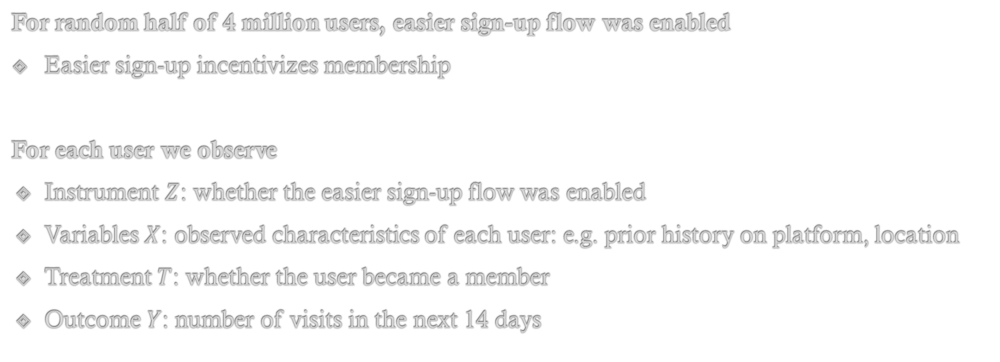 For random half of 4 million users, easier sign-up flow was enabled
Easier sign-up incentivizes membership
For each user we observe
Instrument Z: whether the easier sign-up flow was enabled
Variables X: observed characteristics of each user: e.g. prior history on platform, location
Treatment T: whether the user became a member
Outcome Y: number of visits in the next 14 days